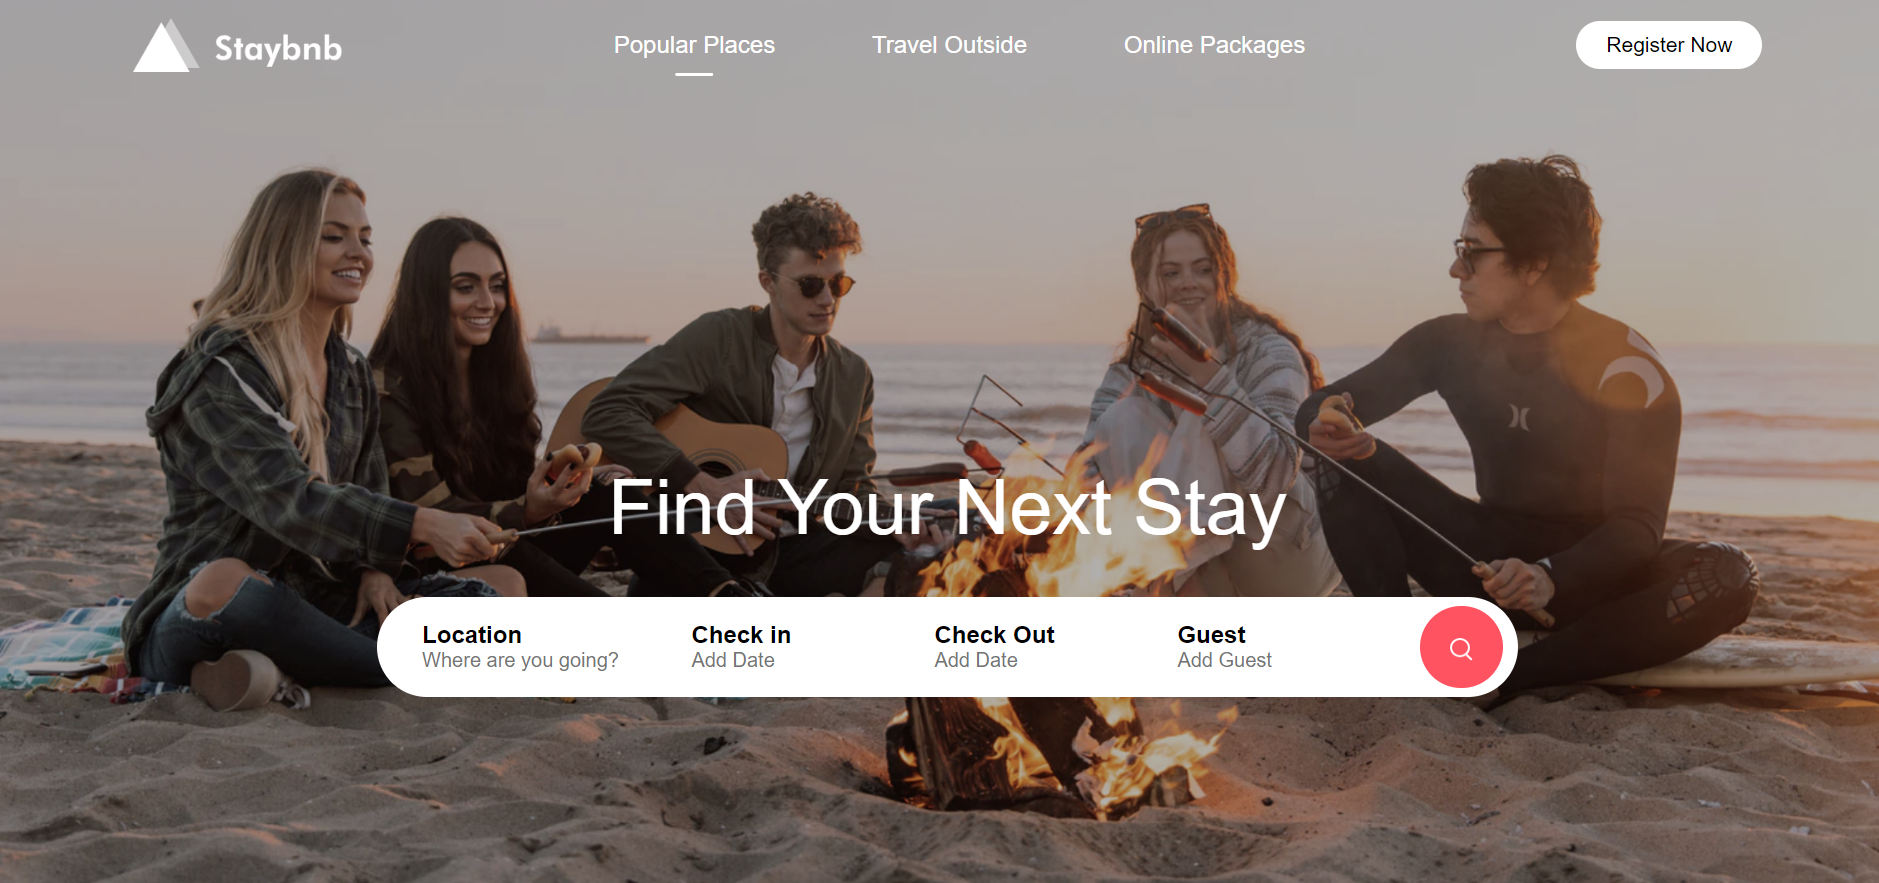 Staybnb
Popular Places
Travel Outside
Online Packages
Register Now
Find Your Next Stay
Location
Where are you going?
Check in
Add Date
Check Out
Add Date
Guest
Add Guest